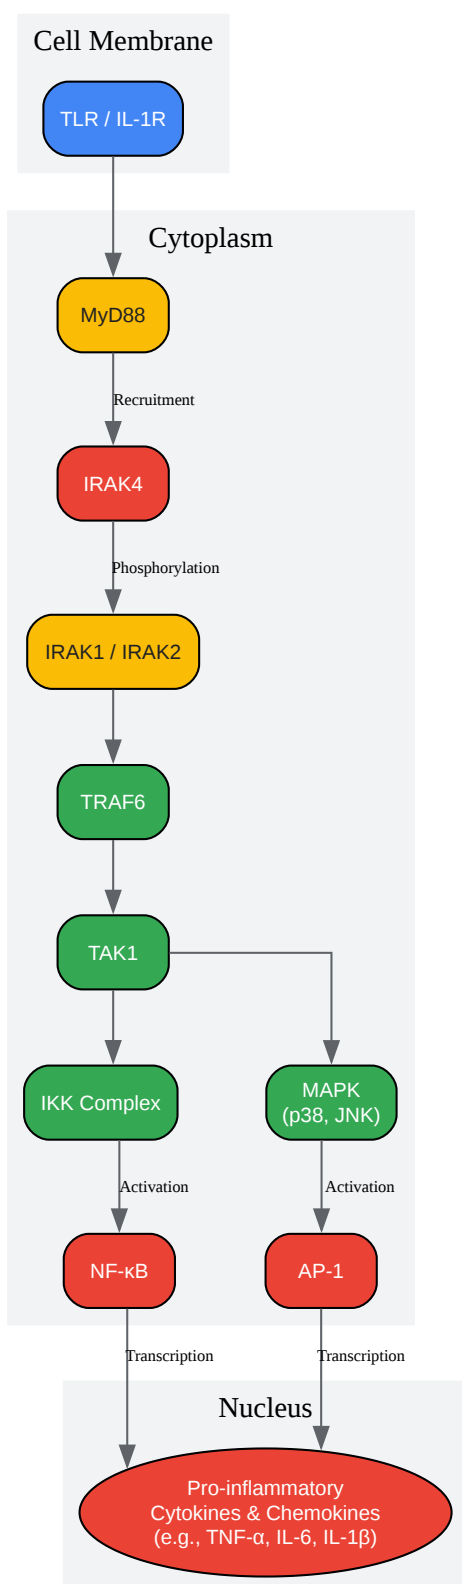 Cell Membrane
TLR / IL-1R
Cytoplasm
MyD88
Recruitment
IRAK4
Phosphorylation
IRAK1 / IRAK2
TRAF6
TAK1
IKK Complex
MAPK
(p38, JNK)
Activation
Activation
NF-κB
AP-1
Transcription
Transcription
Nucleus
Pro-inflammatory
Cytokines & Chemokines
(e.g., TNF-α, IL-6, IL-1β)